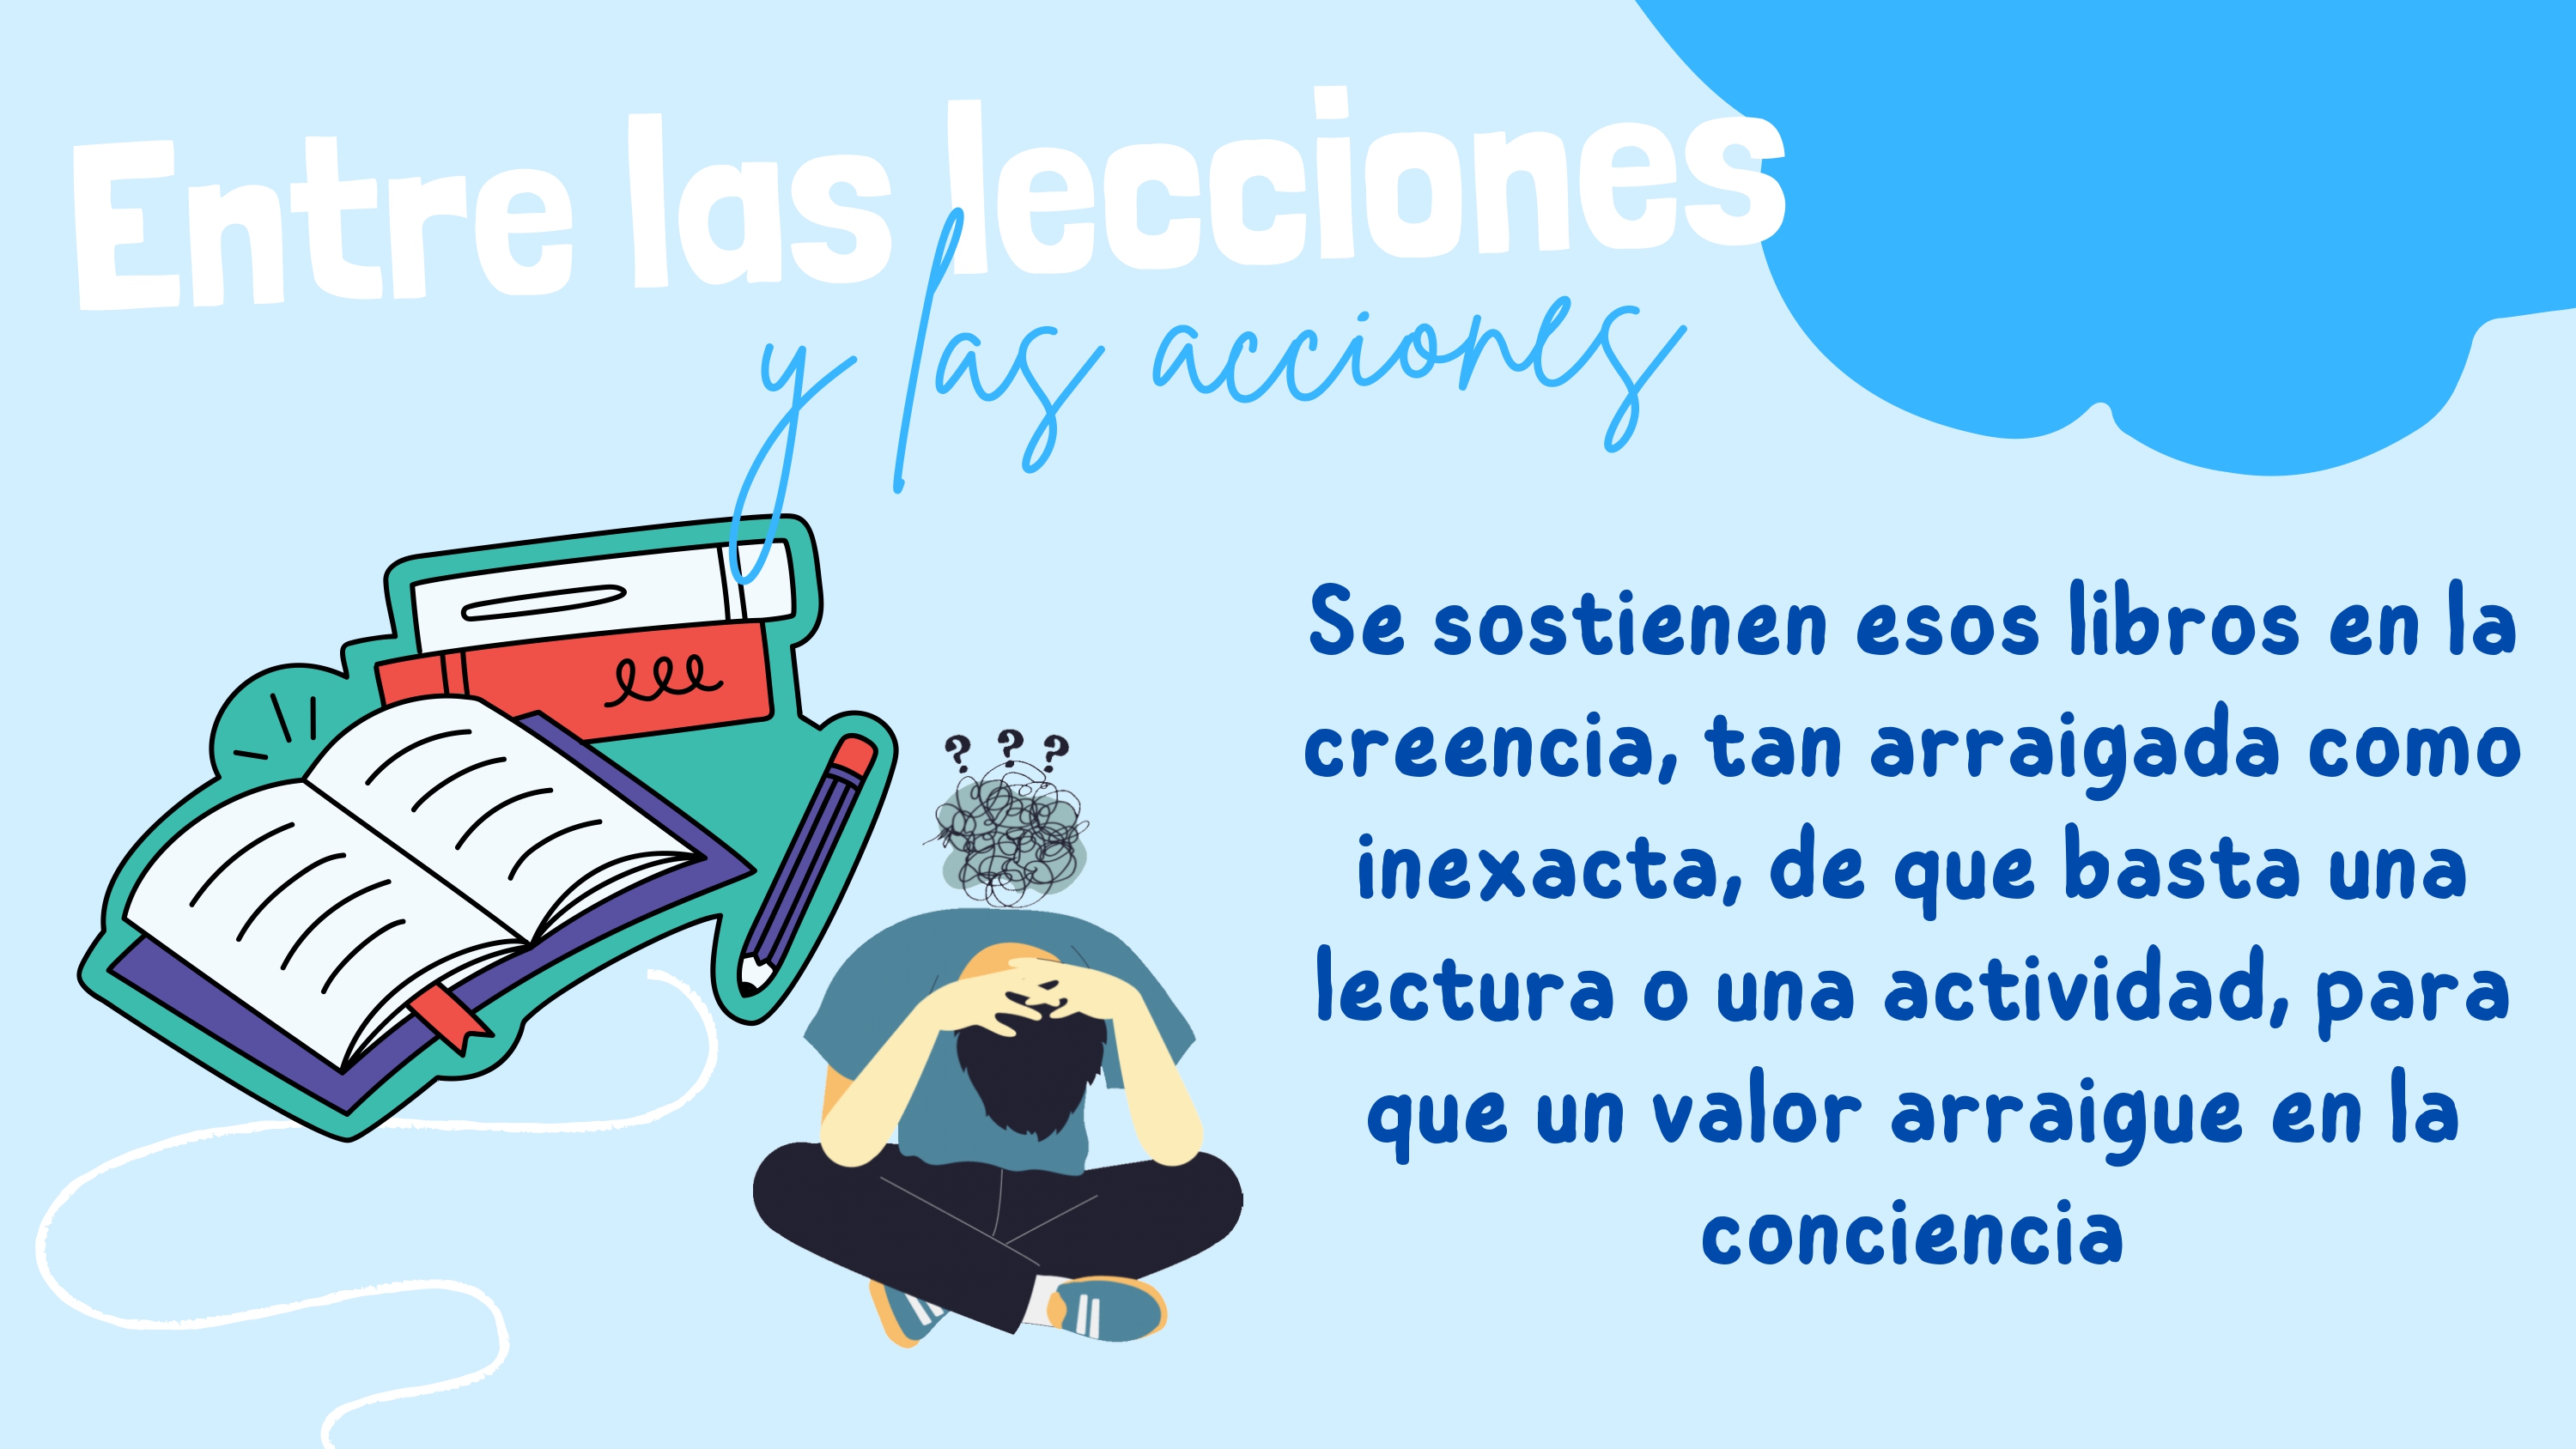 Entre las lecciones
y las acciones
Se sostienen esos libros en la
creencia, tan arraigada como
inexacta, de que basta una
lectura o una actividad, para
que un valor arraigue en la
conciencia
? ? ?